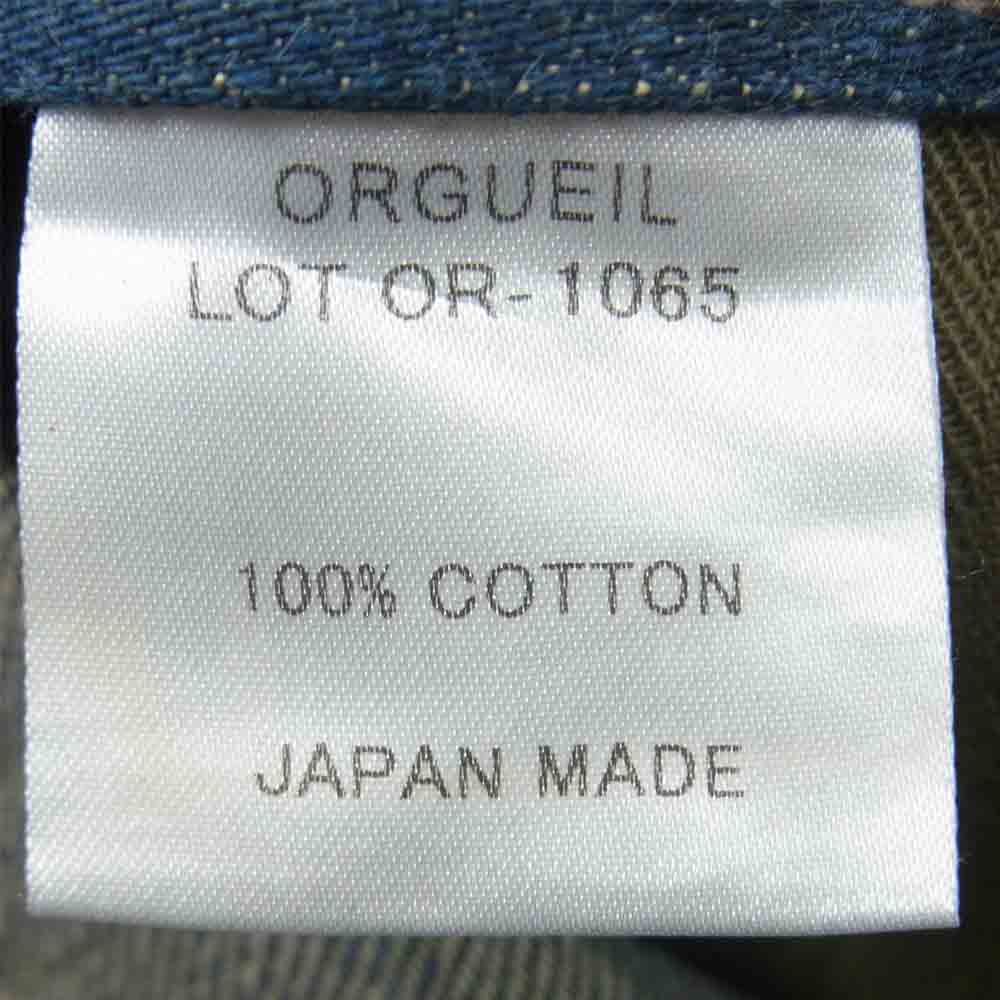 ORGUEIL
LOT OR-1065
100% COTTON
JAPAN MADE